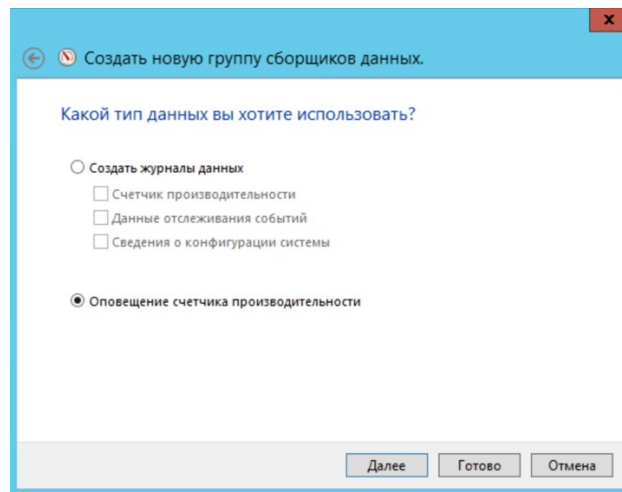 Создать новую группу сборщиков данных.
Какой тип данных вы хотите использовать?
Создать журналы данных
Счетчик производительности
Данные отслеживания событий
Сведения о конфигурации системы
Оповещение счетчика производительности
Далее Готово Отмена